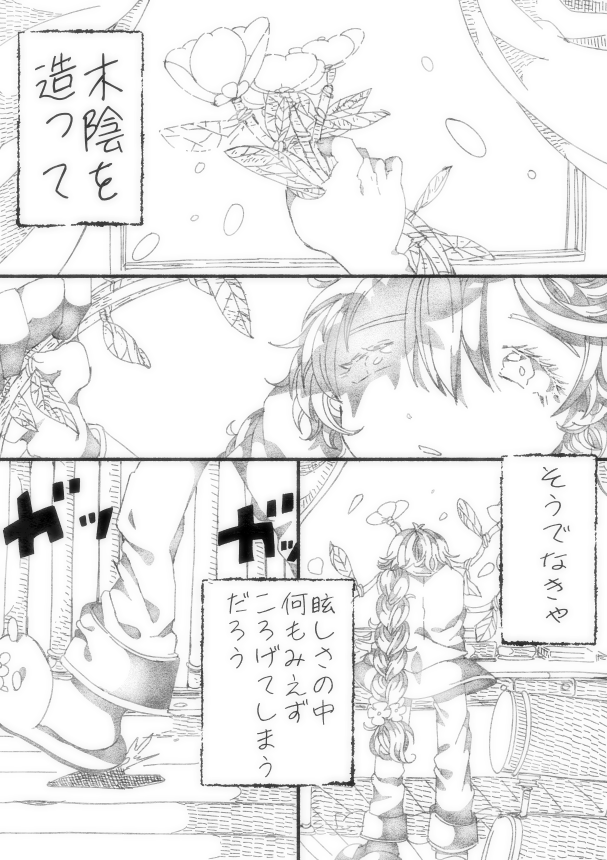 木陰を
造って
そうでなきゃ
眩しさの中
何もみえず
ころげてしまう
だろう
ガッ
ガッ